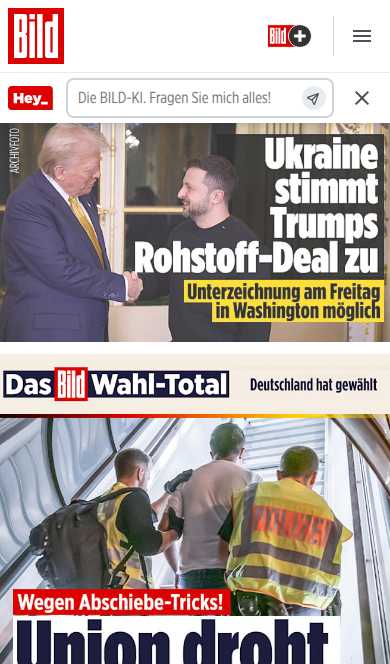 Bild
Bild+
Hey_
Die BILD-KI. Fragen Sie mich alles!
ARCHIVFOTO
Ukraine
stimmt
Trumps
Rohstoff-Deal zu
Unterzeichnung am Freitag
in Washington möglich
Das Bild Wahl-Total
Deutschland hat gewählt
POLIZEI
Wegen Abschiebe-Tricks!
Union droht